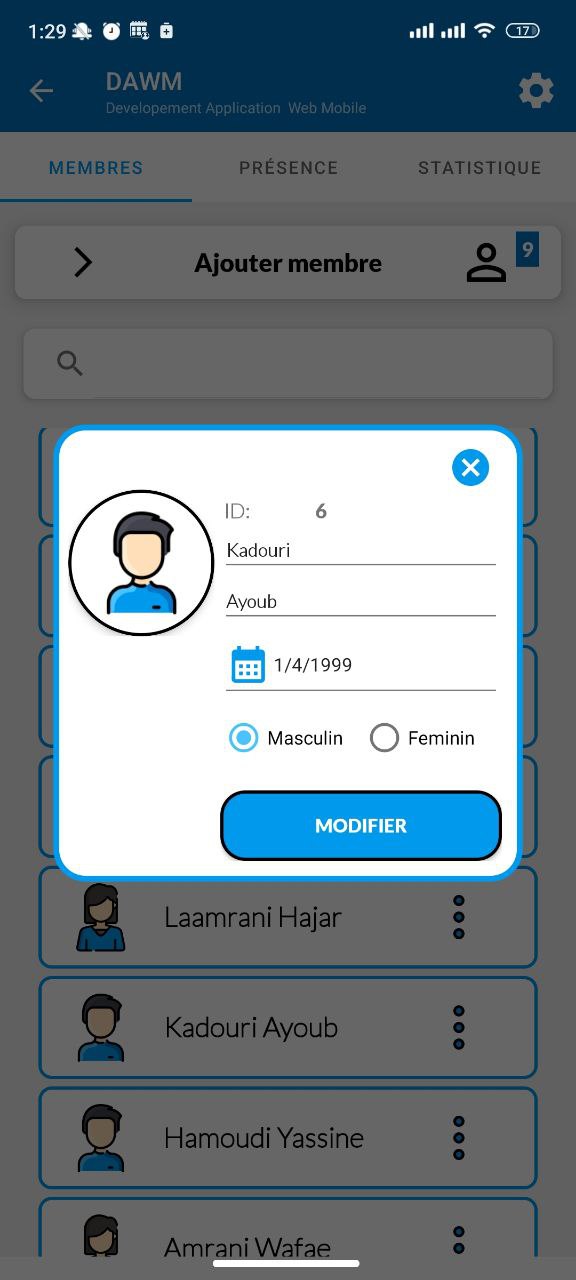 1:29
17
DAWM
Developement Application Web Mobile
MEMBRES PRÉSENCE STATISTIQUE
Ajouter membre 9
ID: 6
Kadouri
Ayoub
1/4/1999
Masculin Feminin
MODIFIER
Laamrani Hajar
Kadouri Ayoub
Hamoudi Yassine
Amrani Wafae